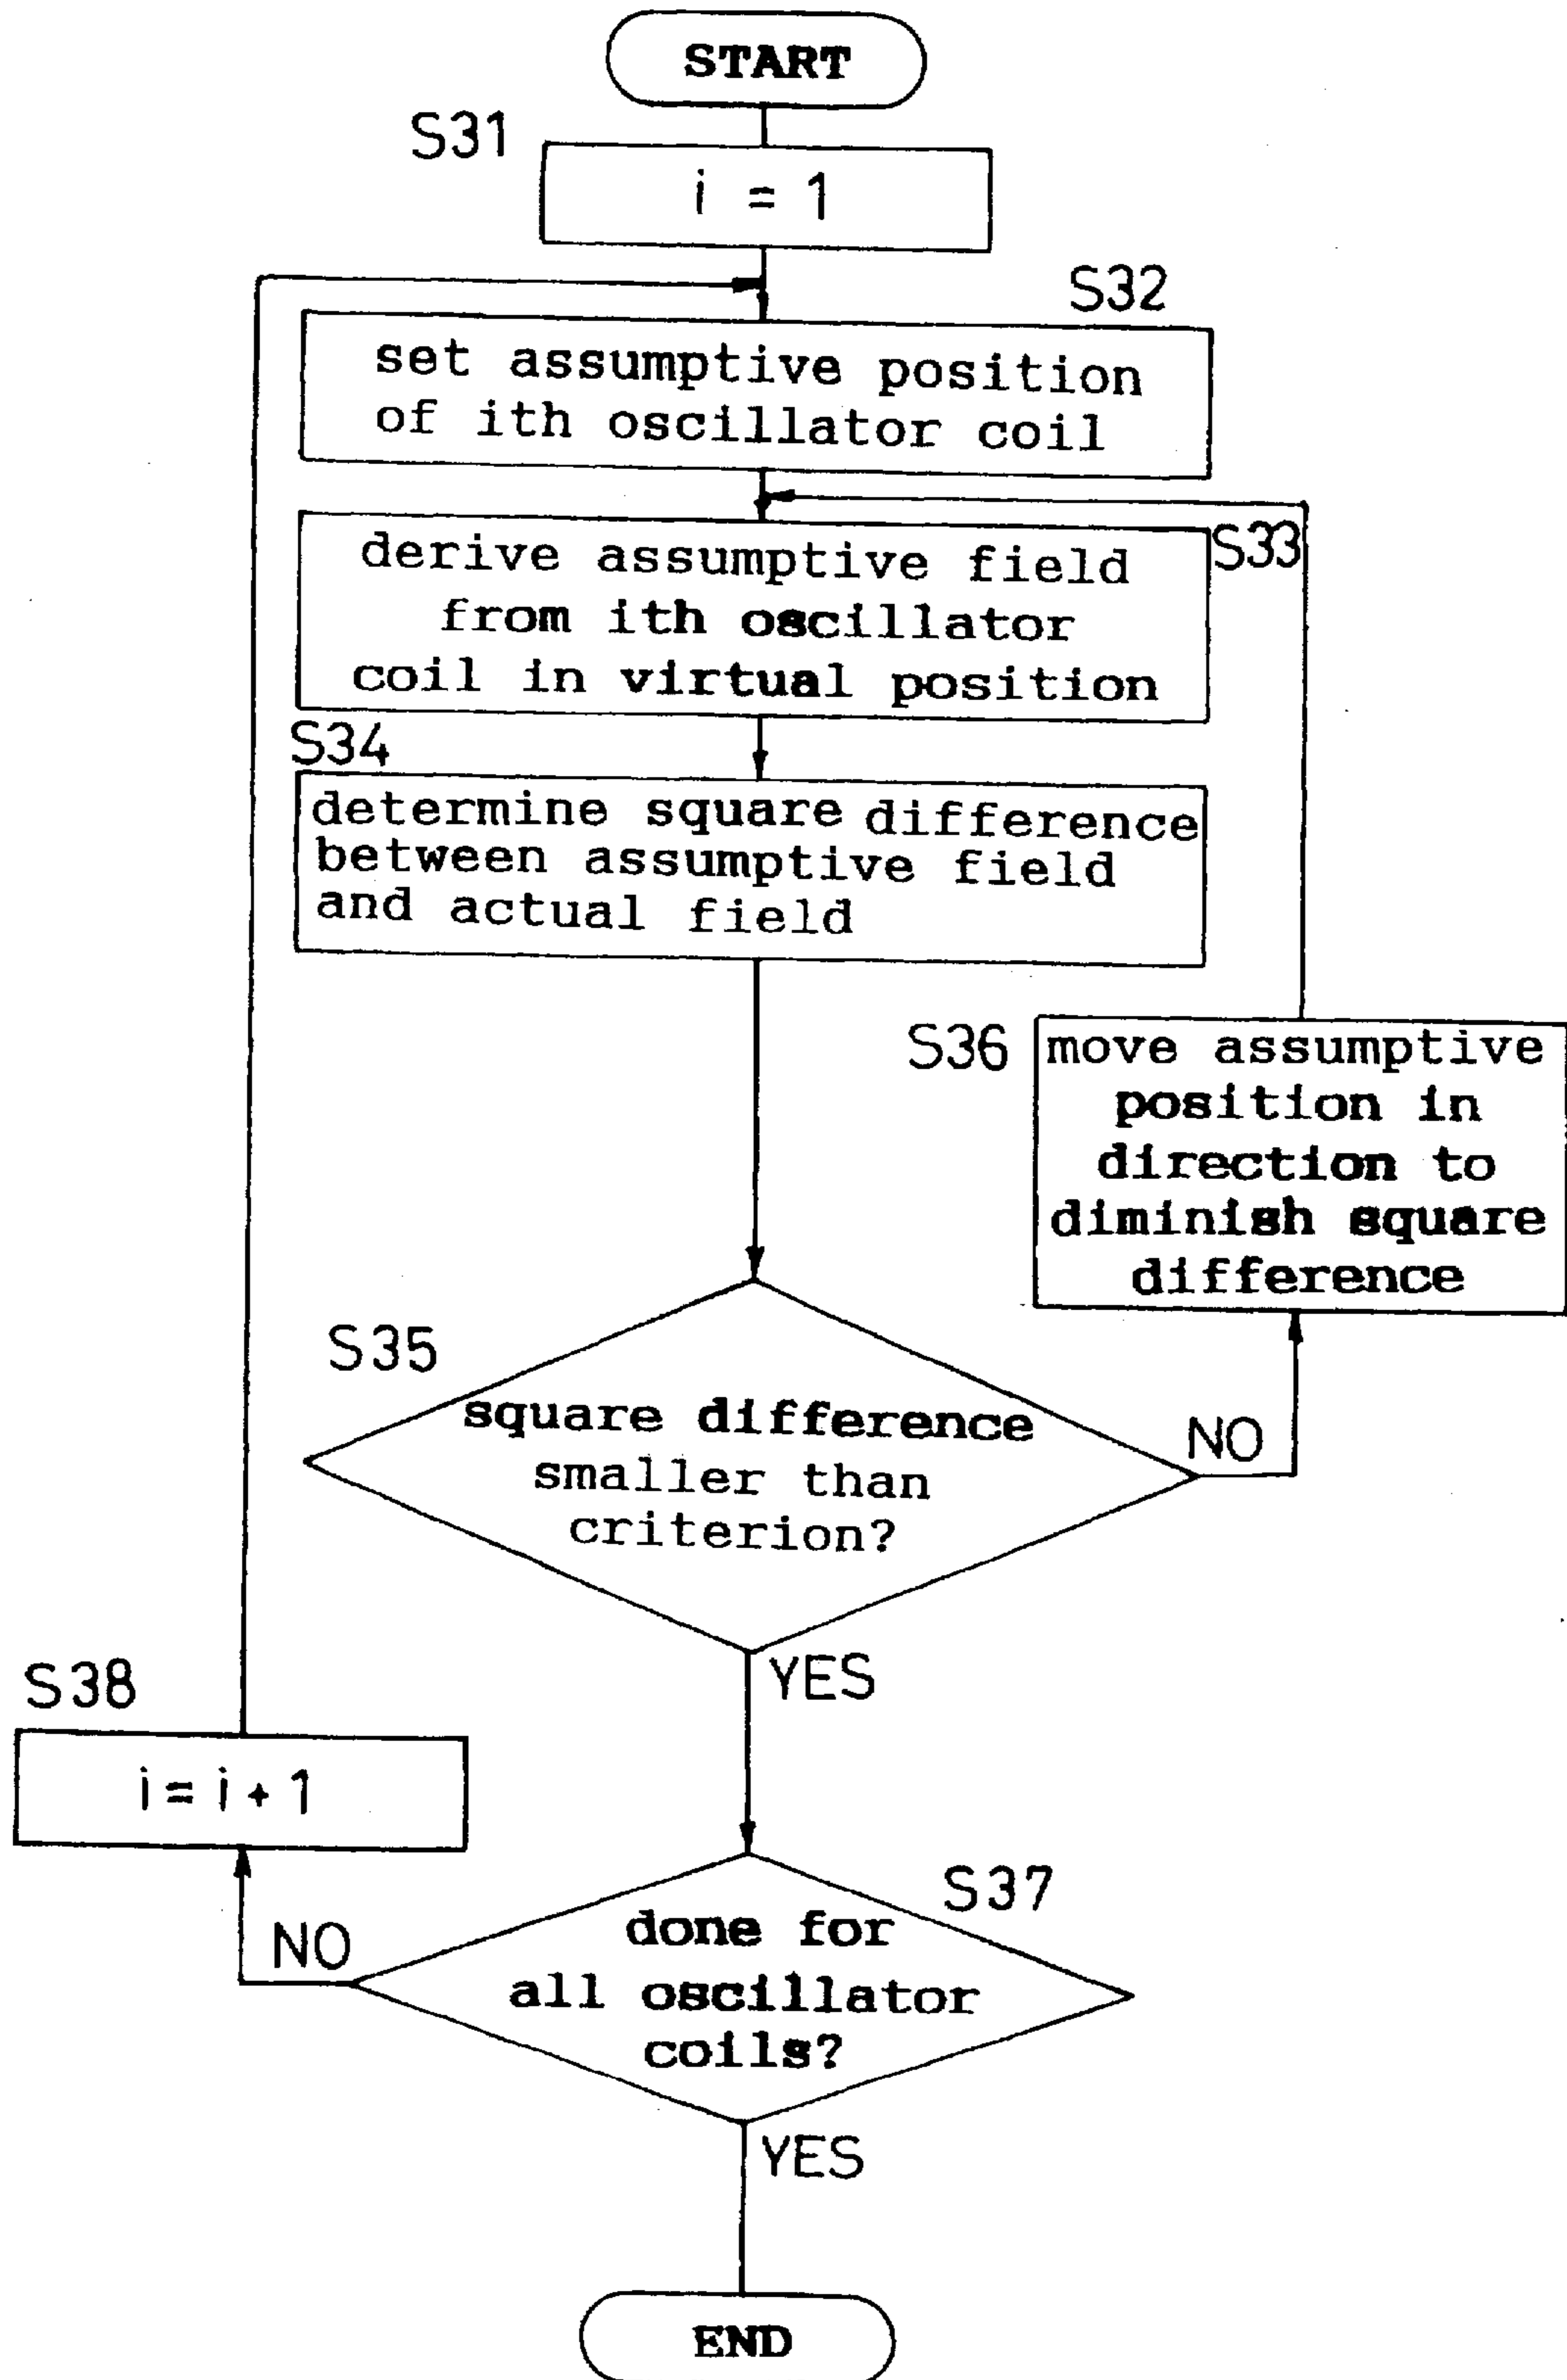 START
S31
i = 1
S32
set assumptive position
of ith oscillator coil
S33
derive assumptive field
from ith oscillator
coil in virtual position
S34
determine square difference
between assumptive field
and actual field
S36
move assumptive
position in
direction to
diminish square
difference
S35
square difference
smaller than
criterion?
NO
YES
S38
i = i + 1
S37
done for
all oscillator
coils?
NO
YES
END